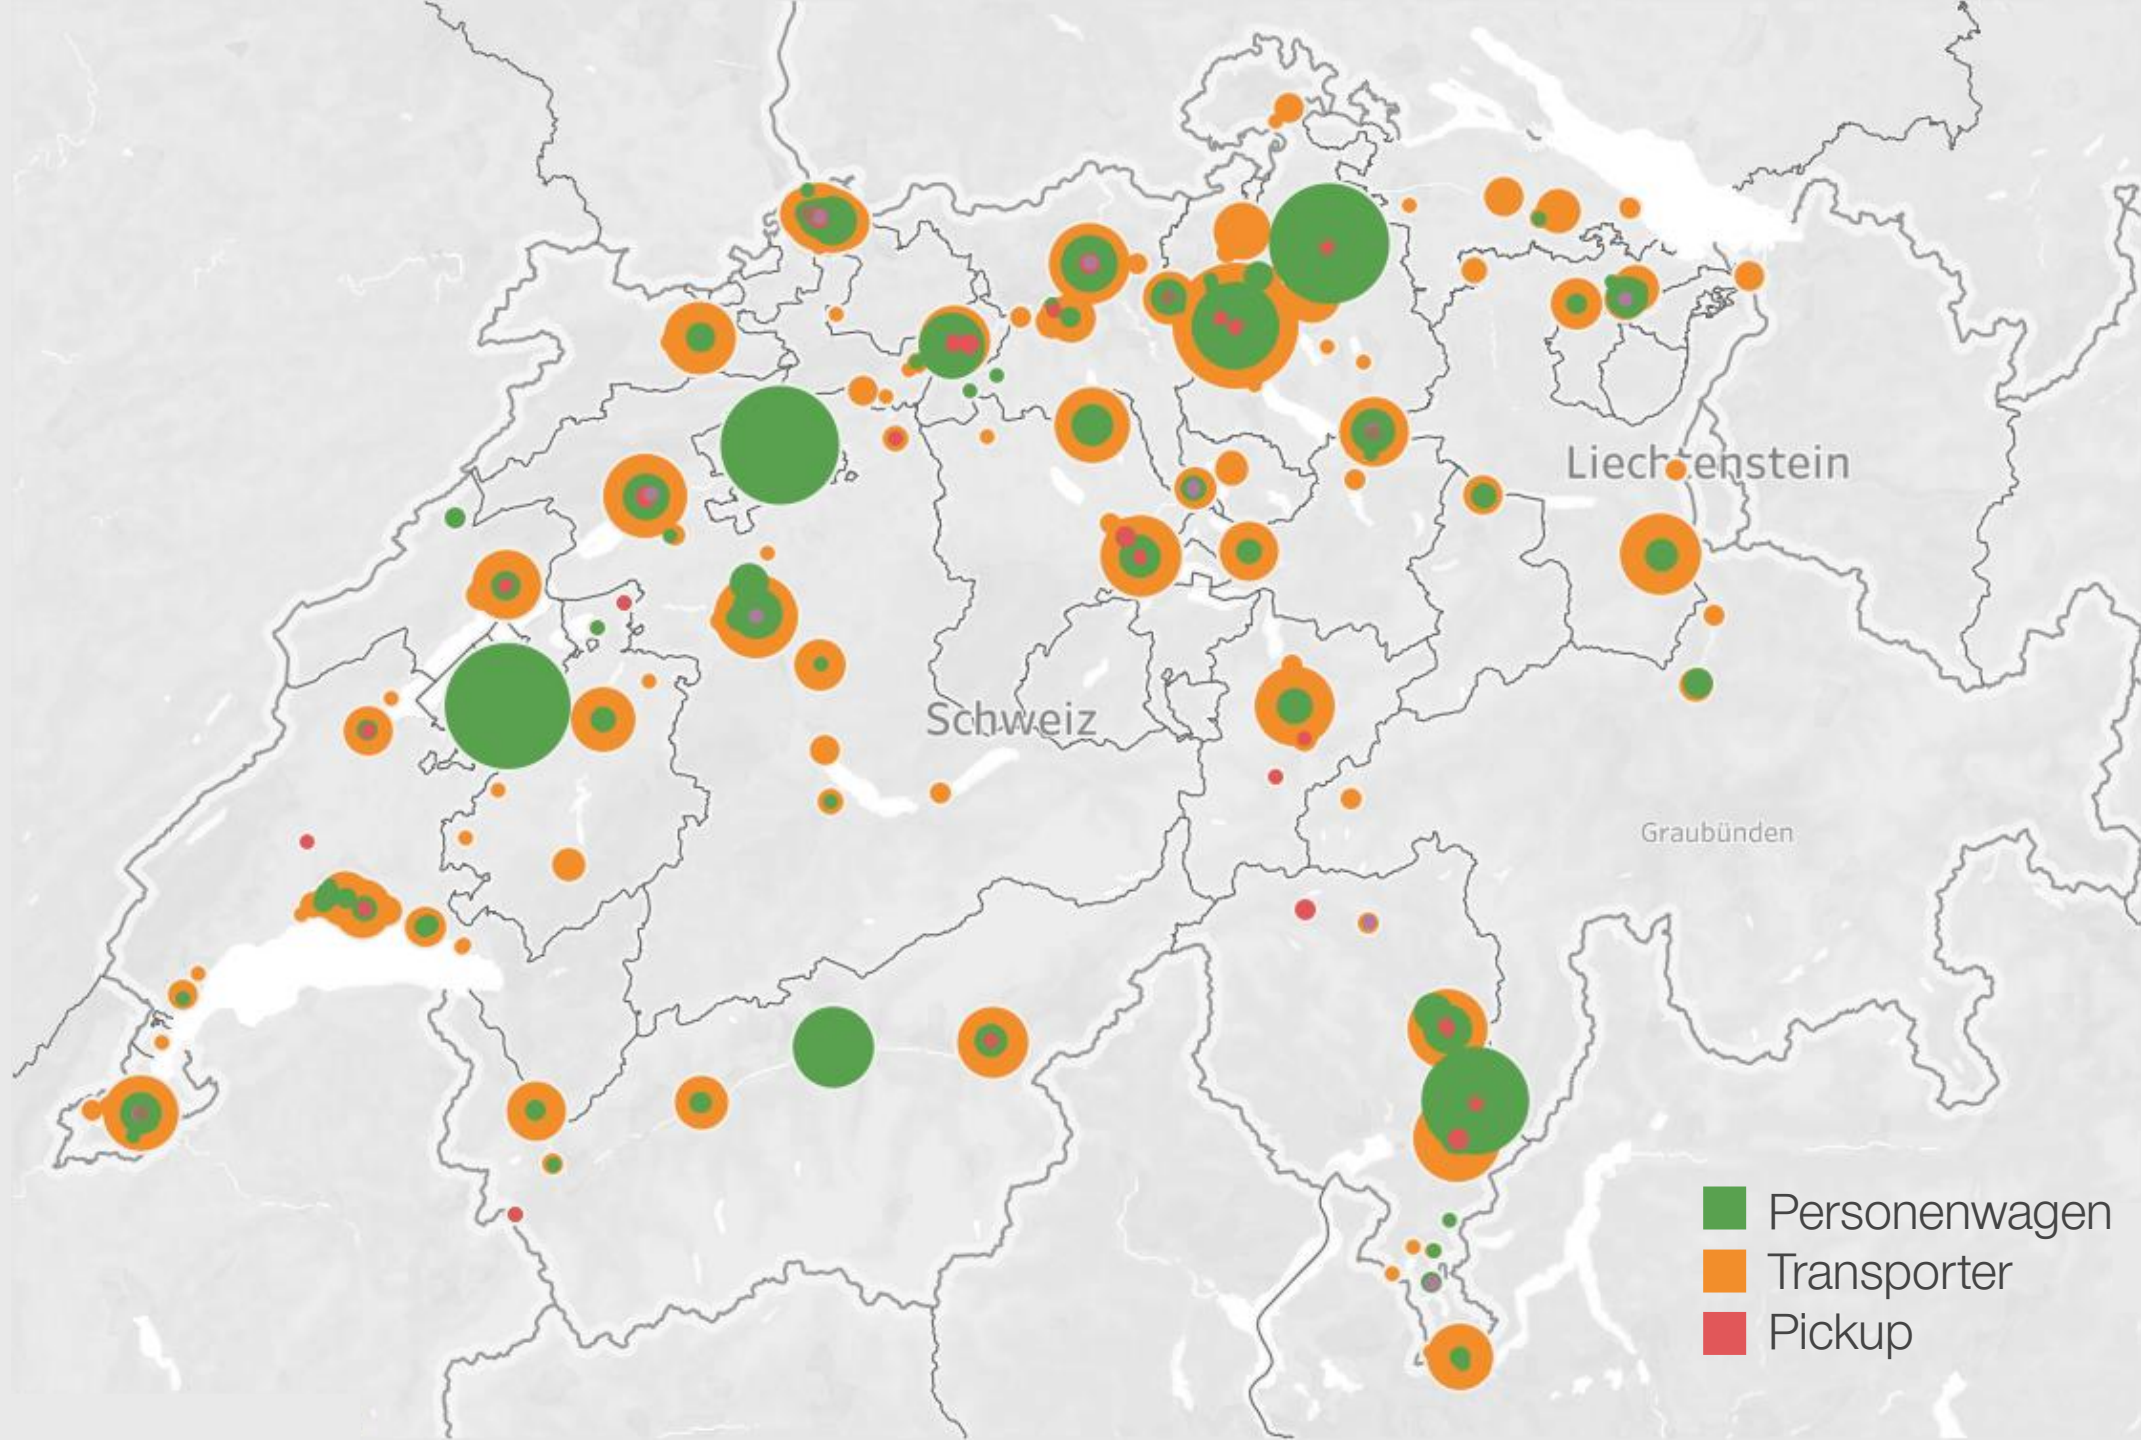 Liechtenstein
Schweiz
Graubünden
Personenwagen
Transporter
Pickup